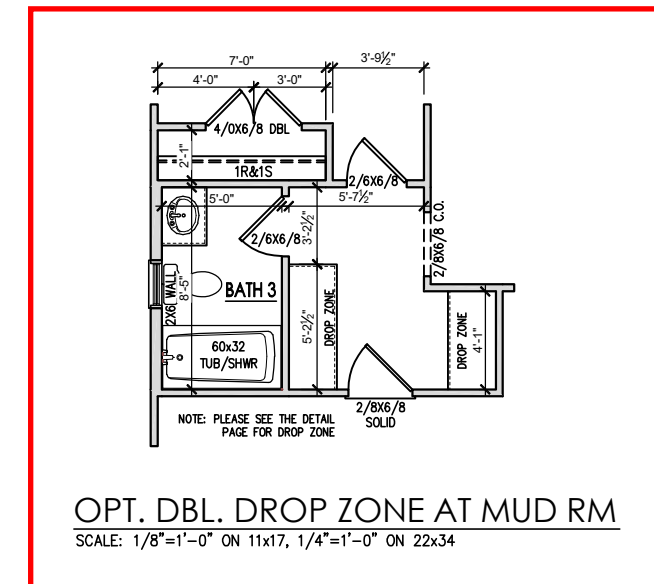 7'-0"
3'-9½"
4'-0"
3'-0"
4/0X6/8 DBL
2'-1"
1R&1S
2/6X6/8
5'-0"
5'-7½"
2/6X6/8
3'-2½"
2/8X6/8 C.O.
2X6 WALL
8'-5"
BATH 3
5'-2½"
DROP ZONE
DROP ZONE
4'-1"
60x32
TUB/SHWR
2/8X6/8
SOLID
NOTE: PLEASE SEE THE DETAIL
PAGE FOR DROP ZONE
OPT. DBL. DROP ZONE AT MUD RM
SCALE: 1/8"=1'-0" ON 11x17, 1/4"=1'-0" ON 22x34